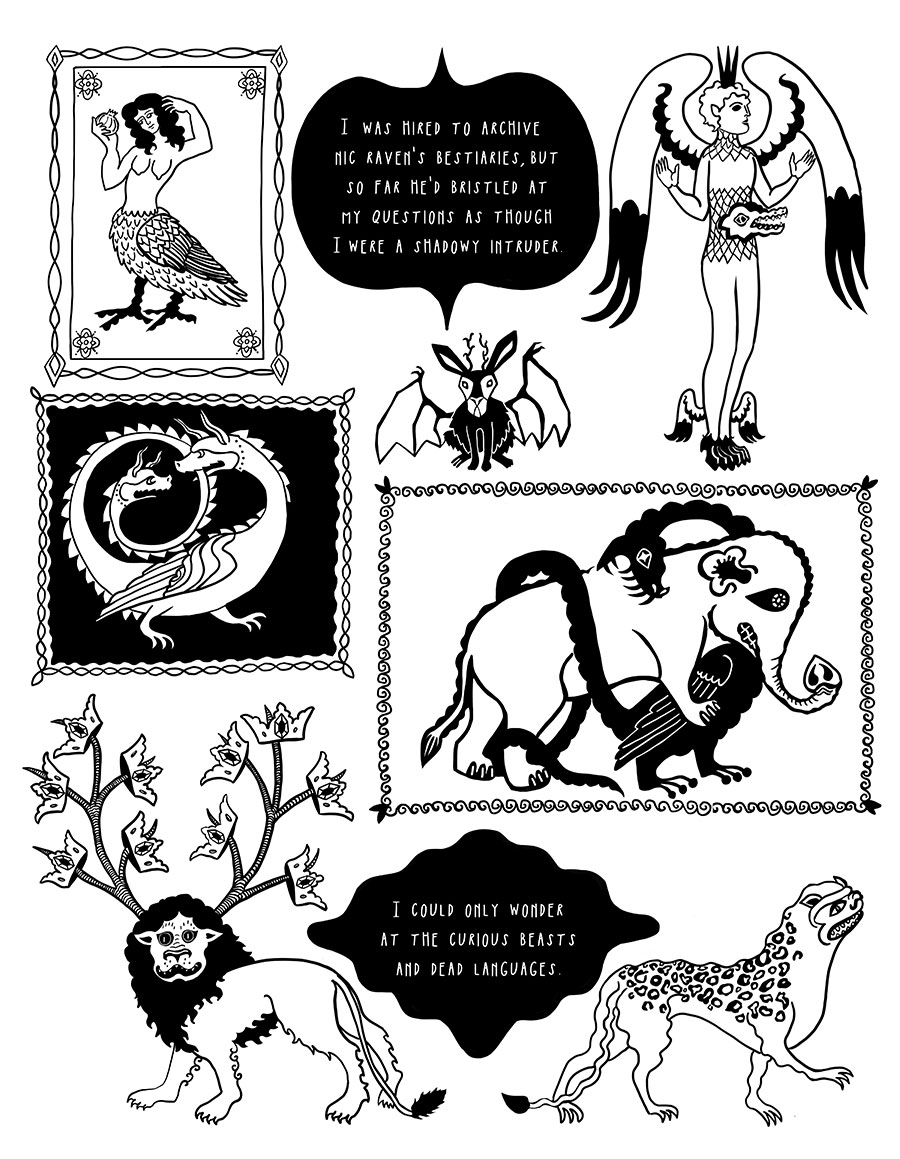 I WAS HIRED TO ARCHIVE
NIC RAVEN'S BESTIARIES, BUT
SO FAR HE'D BRISTLED AT
MY QUESTIONS AS THOUGH
I WERE A SHADOWY INTRUDER.
I COULD ONLY WONDER
AT THE CURIOUS BEASTS
AND DEAD LANGUAGES.